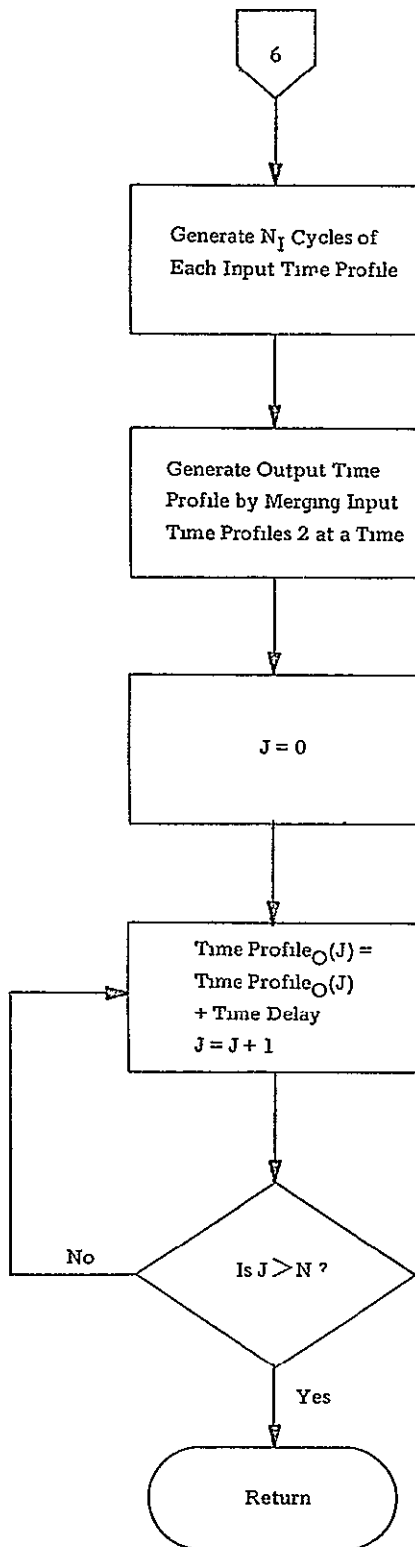 6
Generate N_I Cycles of
Each Input Time Profile
Generate Output Time
Profile by Merging Input
Time Profiles 2 at a Time
J = 0
Time Profile_O(J) =
Time Profile_O(J)
+ Time Delay
J = J + 1
Is J > N ?
No
Yes
Return